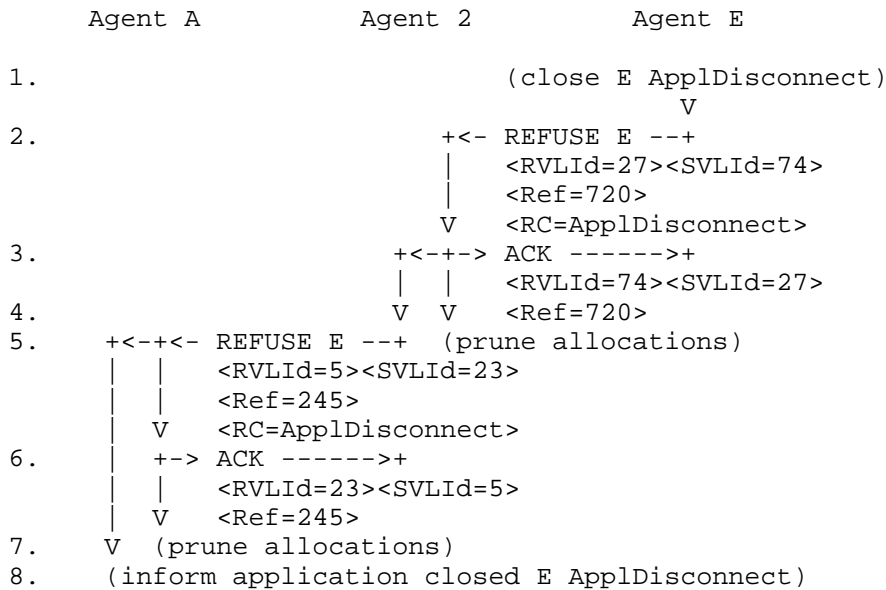 Agent A Agent 2 Agent E
1. (close E ApplDisconnect)
V
2. +<- REFUSE E --+
| <RVLId=27><SVLId=74>
| <Ref=720>
V <RC=ApplDisconnect>
3. +<-+-> ACK ------>+
| | <RVLId=74><SVLId=27>
4. V V <Ref=720>
5. +<-+<- REFUSE E --+ (prune allocations)
| | <RVLId=5><SVLId=23>
| | <Ref=245>
| V <RC=ApplDisconnect>
6. | +-> ACK ------>+
| | <RVLId=23><SVLId=5>
| V <Ref=245>
7. V (prune allocations)
8. (inform application closed E ApplDisconnect)